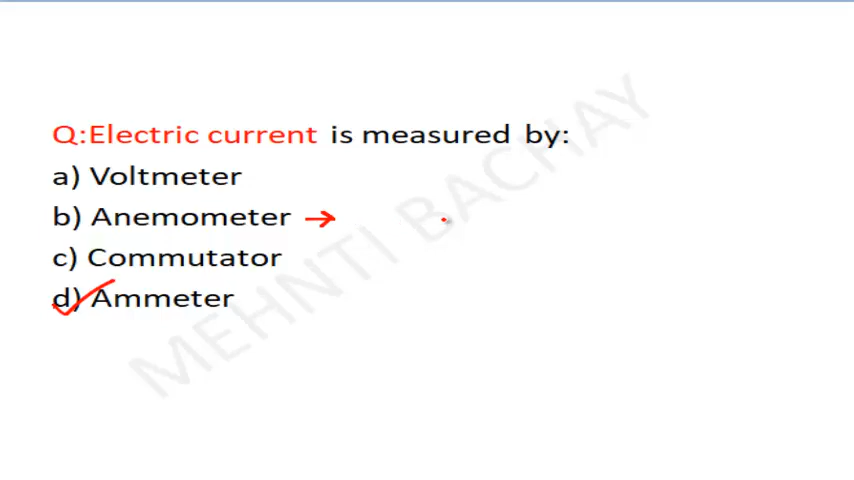 Q:Electric current is measured by:
a) Voltmeter
b) Anemometer →
c) Commutator
d) Ammeter
MEHNTI BACHAY